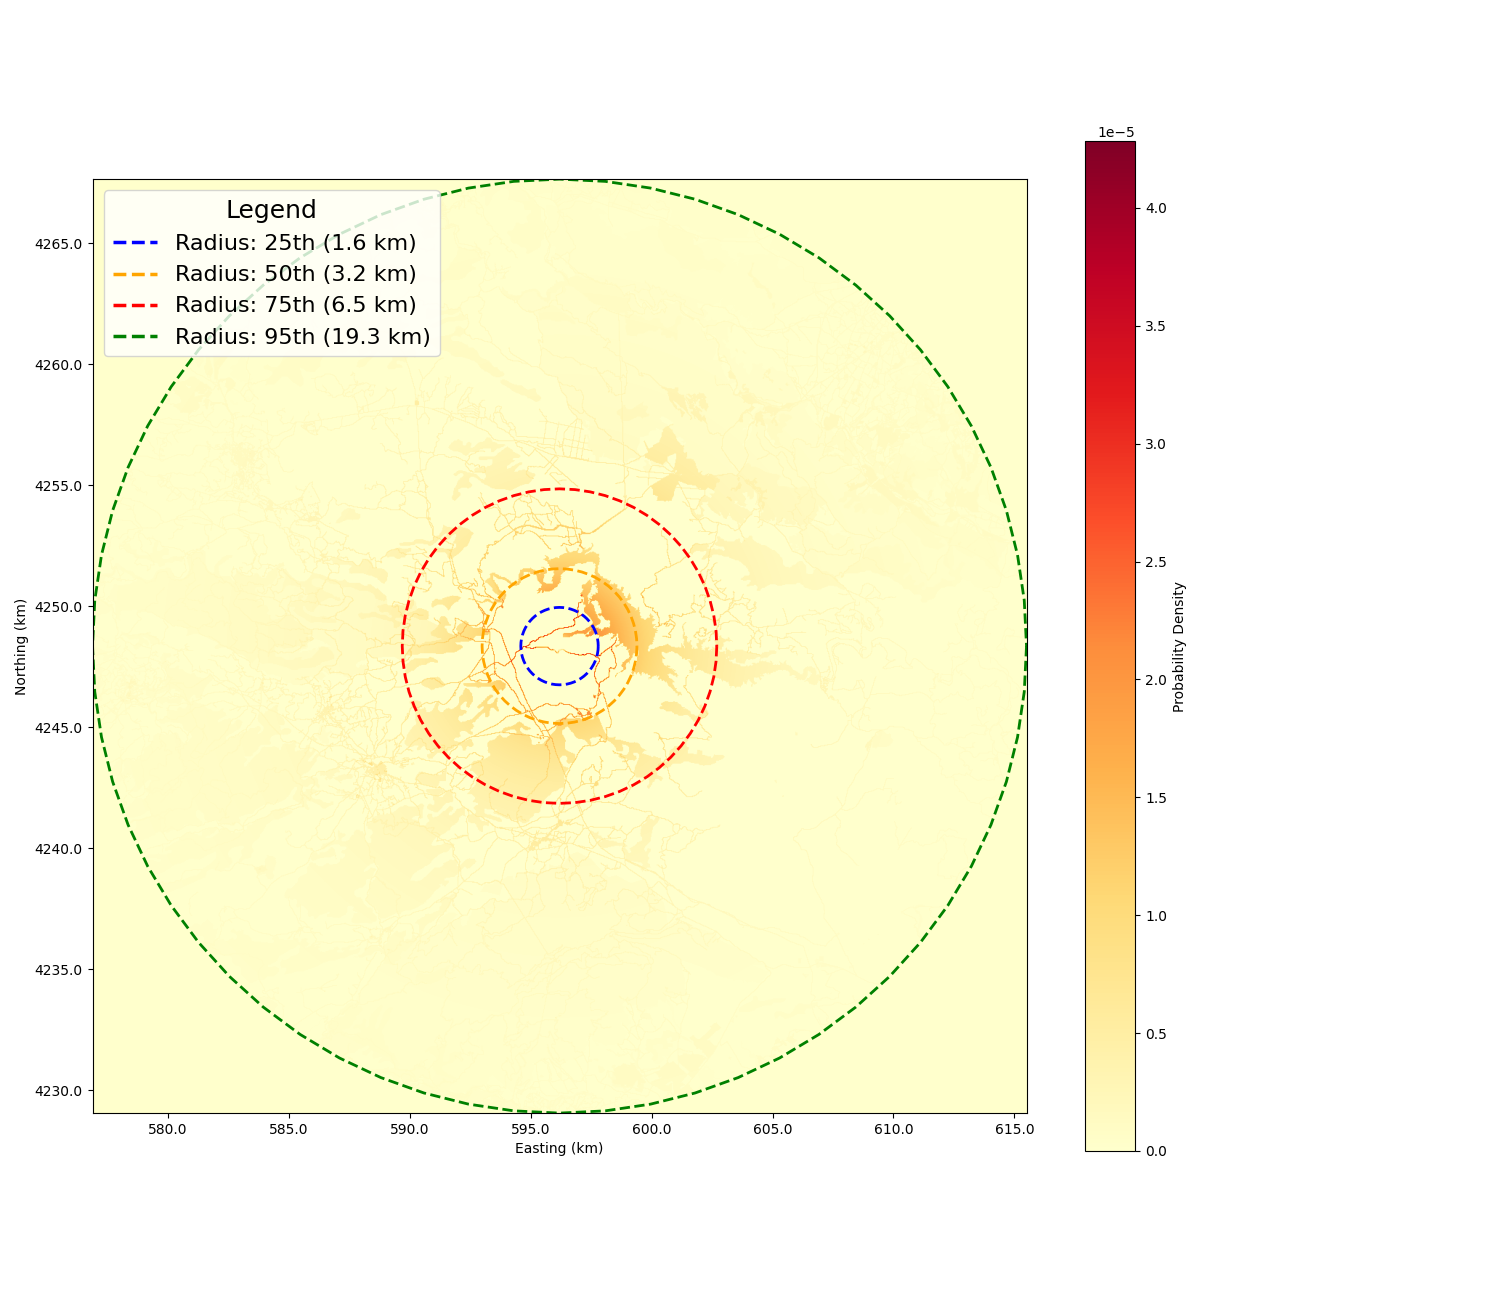 1e−5
Legend
Radius: 25th (1.6 km)
Radius: 50th (3.2 km)
Radius: 75th (6.5 km)
Radius: 95th (19.3 km)
4265.0
4260.0
4255.0
4250.0
4245.0
4240.0
4235.0
4230.0
Northing (km)
580.0 585.0 590.0 595.0 600.0 605.0 610.0 615.0
Easting (km)
4.0
3.5
3.0
2.5
2.0
1.5
1.0
0.5
0.0
Probability Density